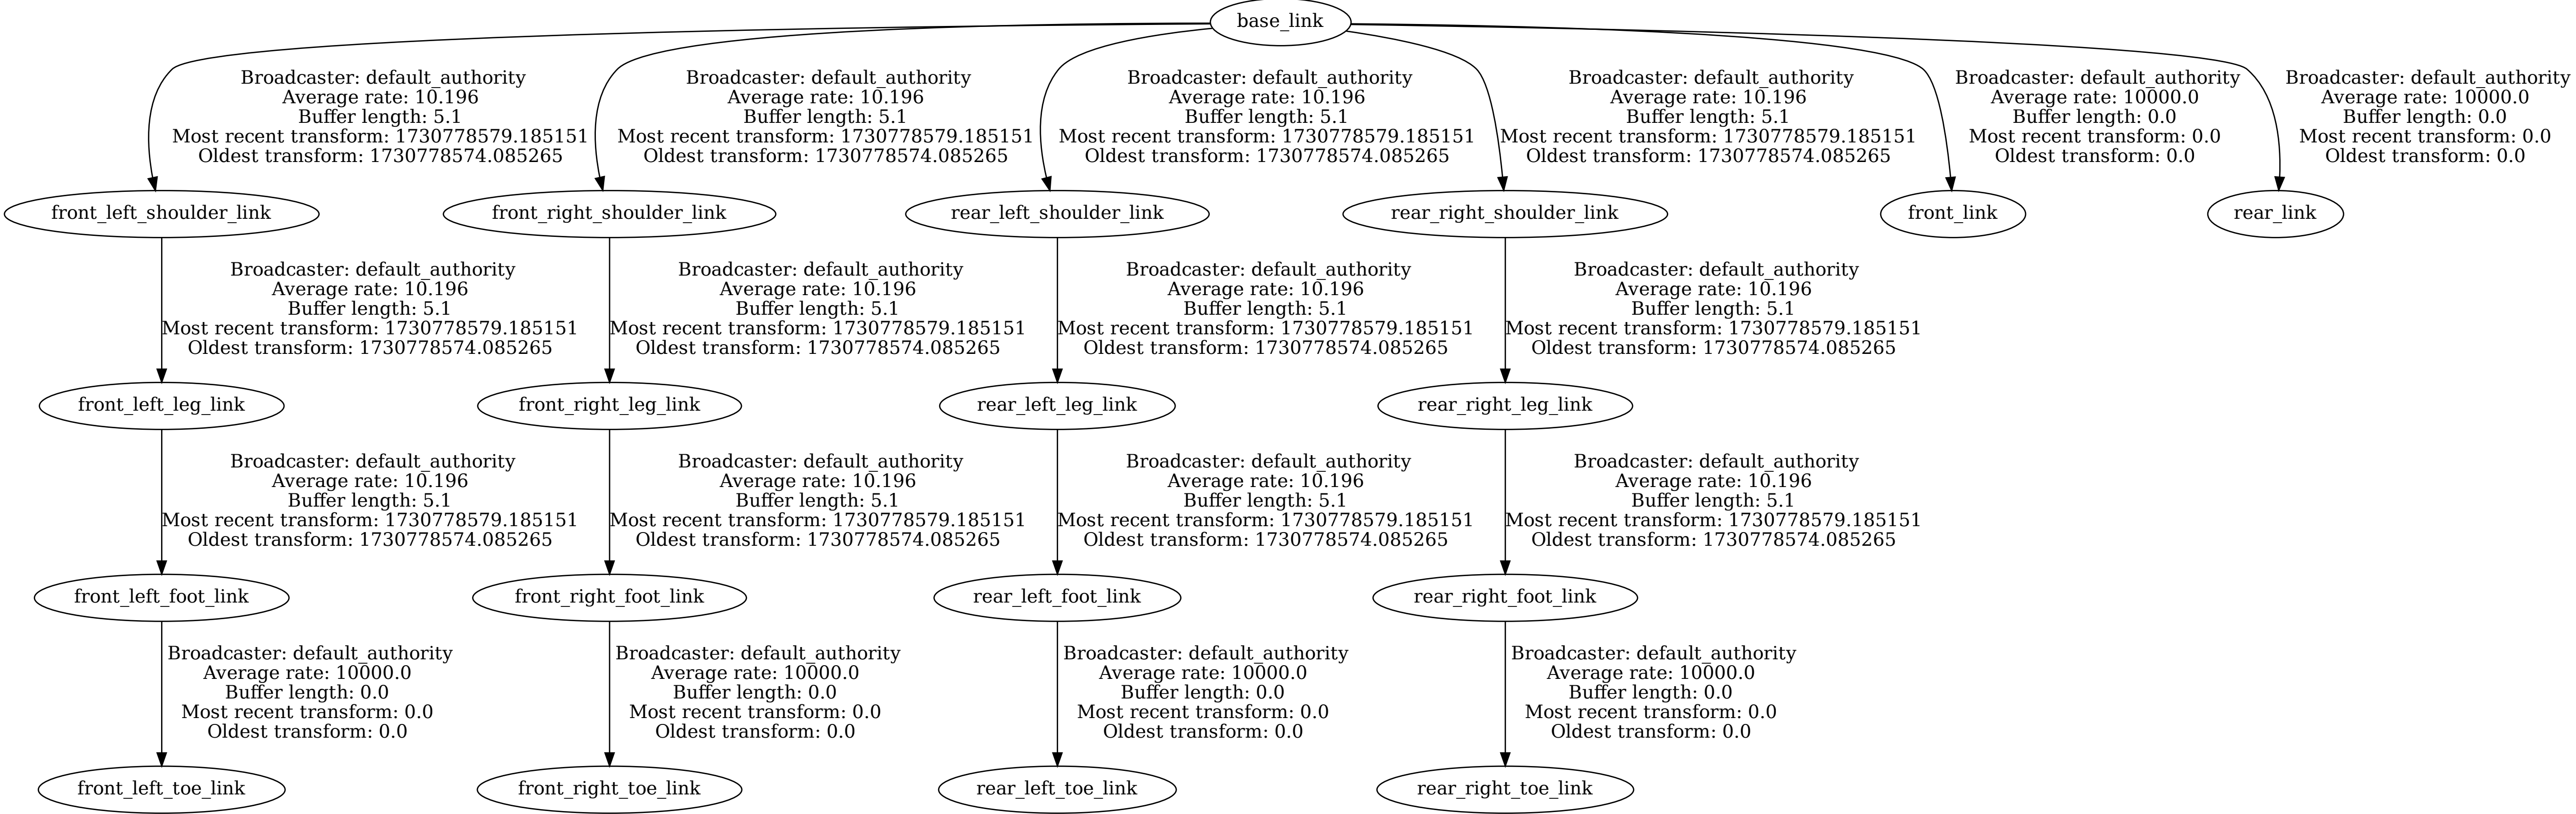 base_link
Broadcaster: default_authority
Average rate: 10.196
Buffer length: 5.1
Most recent transform: 1730778579.185151
Oldest transform: 1730778574.085265
Broadcaster: default_authority
Average rate: 10.196
Buffer length: 5.1
Most recent transform: 1730778579.185151
Oldest transform: 1730778574.085265
Broadcaster: default_authority
Average rate: 10.196
Buffer length: 5.1
Most recent transform: 1730778579.185151
Oldest transform: 1730778574.085265
Broadcaster: default_authority
Average rate: 10.196
Buffer length: 5.1
Most recent transform: 1730778579.185151
Oldest transform: 1730778574.085265
Broadcaster: default_authority
Average rate: 10000.0
Buffer length: 0.0
Most recent transform: 0.0
Oldest transform: 0.0
Broadcaster: default_authority
Average rate: 10000.0
Buffer length: 0.0
Most recent transform: 0.0
Oldest transform: 0.0
front_left_shoulder_link
front_right_shoulder_link
rear_left_shoulder_link
rear_right_shoulder_link
front_link
rear_link
Broadcaster: default_authority
Average rate: 10.196
Buffer length: 5.1
Most recent transform: 1730778579.185151
Oldest transform: 1730778574.085265
Broadcaster: default_authority
Average rate: 10.196
Buffer length: 5.1
Most recent transform: 1730778579.185151
Oldest transform: 1730778574.085265
Broadcaster: default_authority
Average rate: 10.196
Buffer length: 5.1
Most recent transform: 1730778579.185151
Oldest transform: 1730778574.085265
Broadcaster: default_authority
Average rate: 10.196
Buffer length: 5.1
Most recent transform: 1730778579.185151
Oldest transform: 1730778574.085265
front_left_leg_link
front_right_leg_link
rear_left_leg_link
rear_right_leg_link
Broadcaster: default_authority
Average rate: 10.196
Buffer length: 5.1
Most recent transform: 1730778579.185151
Oldest transform: 1730778574.085265
Broadcaster: default_authority
Average rate: 10.196
Buffer length: 5.1
Most recent transform: 1730778579.185151
Oldest transform: 1730778574.085265
Broadcaster: default_authority
Average rate: 10.196
Buffer length: 5.1
Most recent transform: 1730778579.185151
Oldest transform: 1730778574.085265
Broadcaster: default_authority
Average rate: 10.196
Buffer length: 5.1
Most recent transform: 1730778579.185151
Oldest transform: 1730778574.085265
front_left_foot_link
front_right_foot_link
rear_left_foot_link
rear_right_foot_link
Broadcaster: default_authority
Average rate: 10000.0
Buffer length: 0.0
Most recent transform: 0.0
Oldest transform: 0.0
Broadcaster: default_authority
Average rate: 10000.0
Buffer length: 0.0
Most recent transform: 0.0
Oldest transform: 0.0
Broadcaster: default_authority
Average rate: 10000.0
Buffer length: 0.0
Most recent transform: 0.0
Oldest transform: 0.0
Broadcaster: default_authority
Average rate: 10000.0
Buffer length: 0.0
Most recent transform: 0.0
Oldest transform: 0.0
front_left_toe_link
front_right_toe_link
rear_left_toe_link
rear_right_toe_link